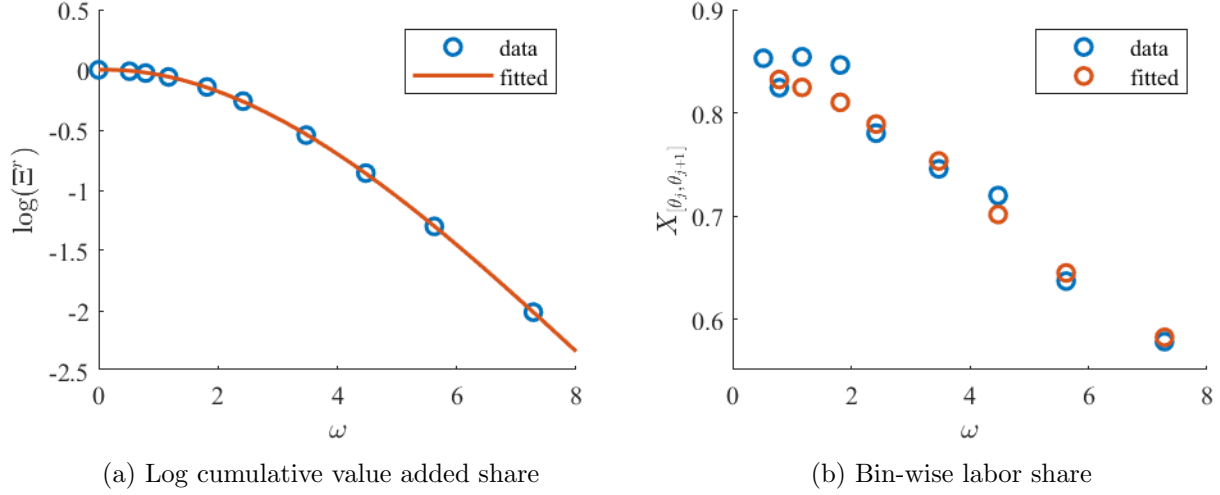 0.5
0
-0.5
-1
-1.5
-2
-2.5
log(Ξ^r)
data
fitted
0 2 4 6 8
ω
(a) Log cumulative value added share
0.9
0.8
0.7
0.6
X_[θ_j,θ_{j+1}]
data
fitted
0 2 4 6 8
ω
(b) Bin-wise labor share